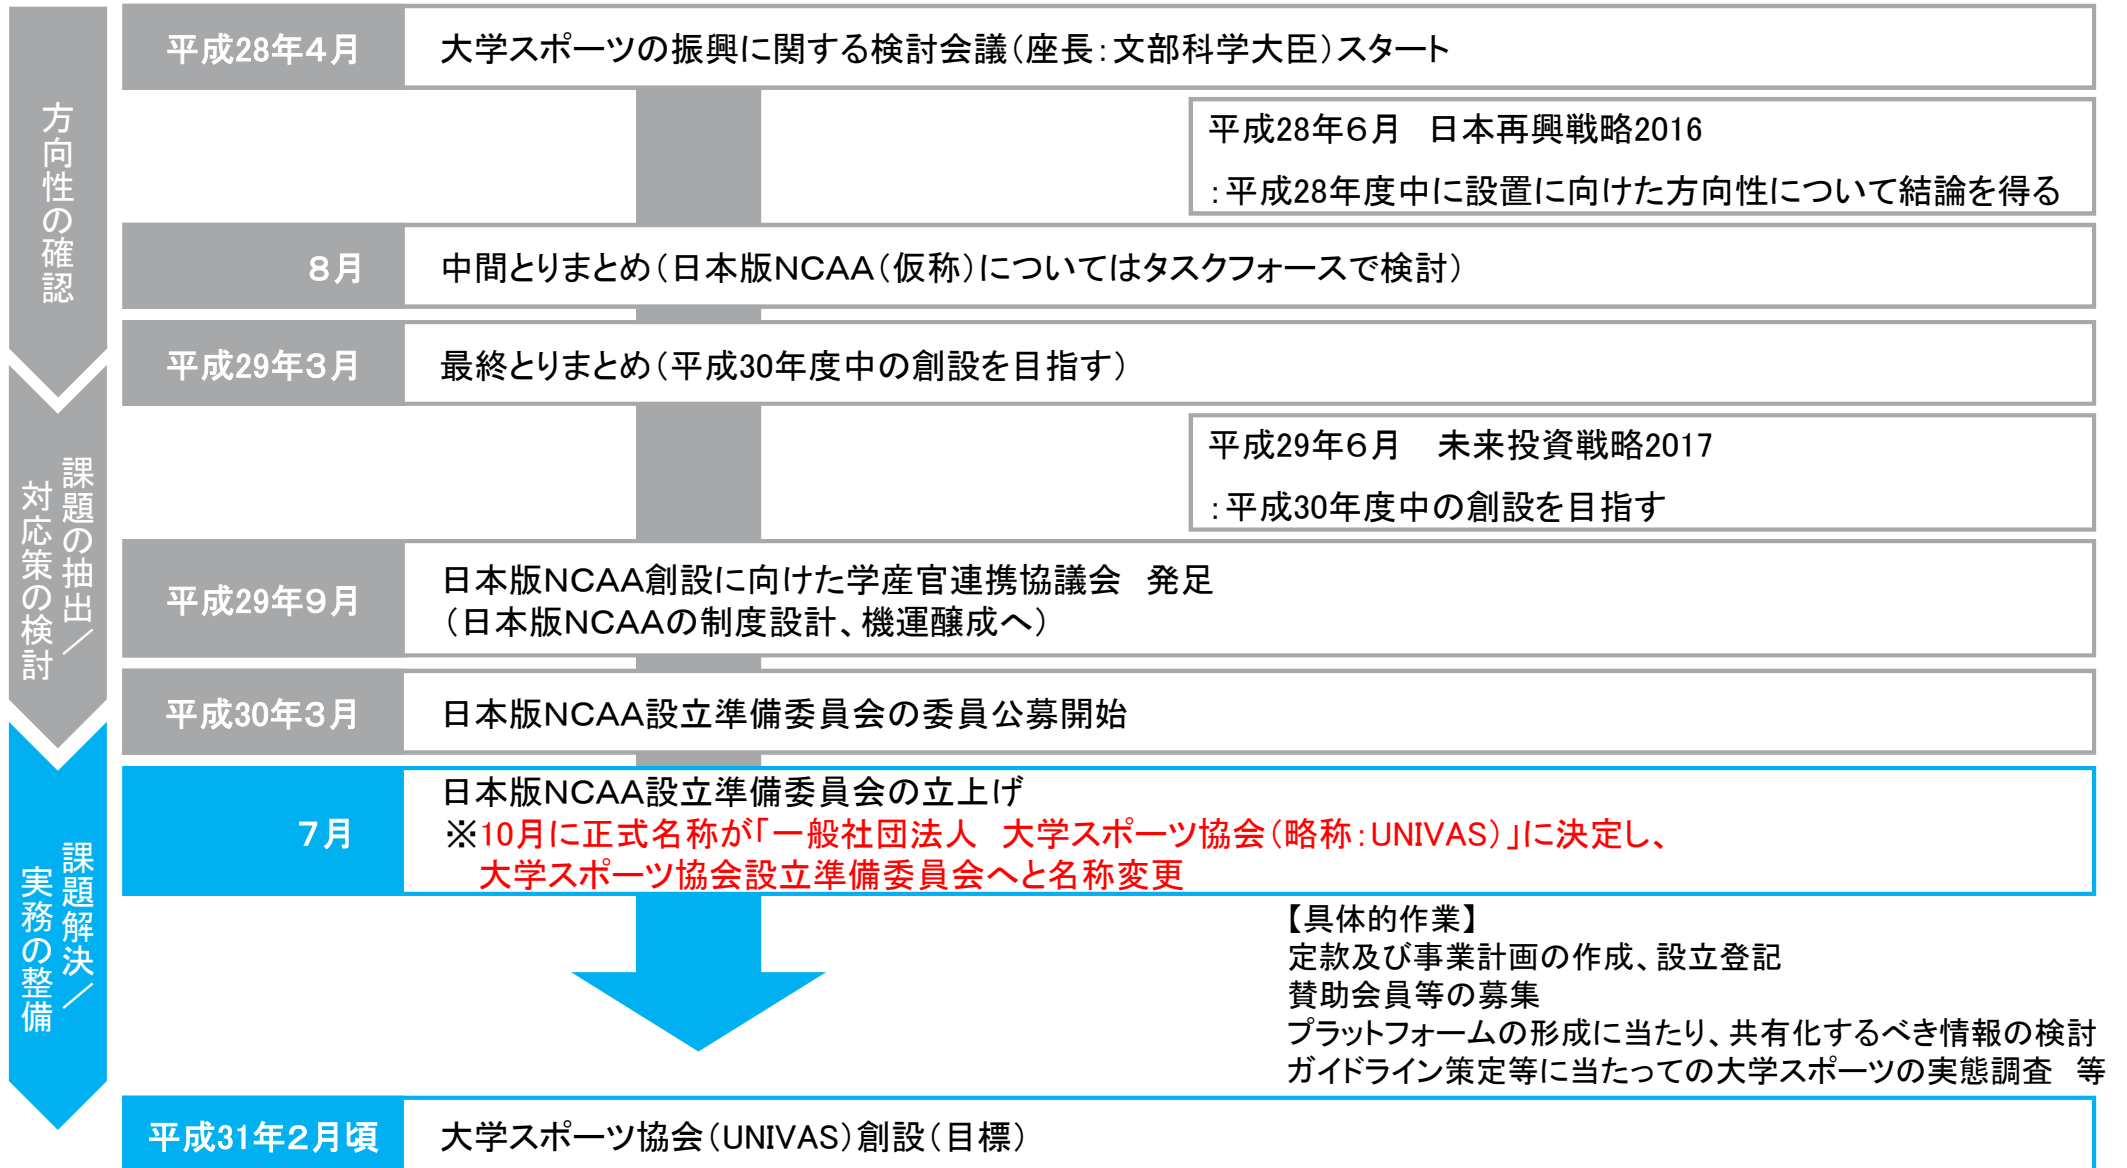 方向性の確認
平成28年4月
大学スポーツの振興に関する検討会議(座長:文部科学大臣)スタート
平成28年6月 日本再興戦略2016
:平成28年度中に設置に向けた方向性について結論を得る
8月
中間とりまとめ(日本版NCAA(仮称)についてはタスクフォースで検討)
平成29年3月
最終とりまとめ(平成30年度中の創設を目指す)
課題の抽出/
対応策の検討
平成29年6月 未来投資戦略2017
:平成30年度中の創設を目指す
平成29年9月
日本版NCAA創設に向けた学産官連携協議会 発足
(日本版NCAAの制度設計、機運醸成へ)
平成30年3月
日本版NCAA設立準備委員会の委員公募開始
課題解決/
実務の整備
7月
日本版NCAA設立準備委員会の立上げ
※10月に正式名称が「一般社団法人 大学スポーツ協会(略称:UNIVAS)」に決定し、
大学スポーツ協会設立準備委員会へと名称変更
【具体的作業】
定款及び事業計画の作成、設立登記
賛助会員等の募集
プラットフォームの形成に当たり、共有化するべき情報の検討
ガイドライン策定等に当たっての大学スポーツの実態調査 等
平成31年2月頃
大学スポーツ協会(UNIVAS)創設(目標)